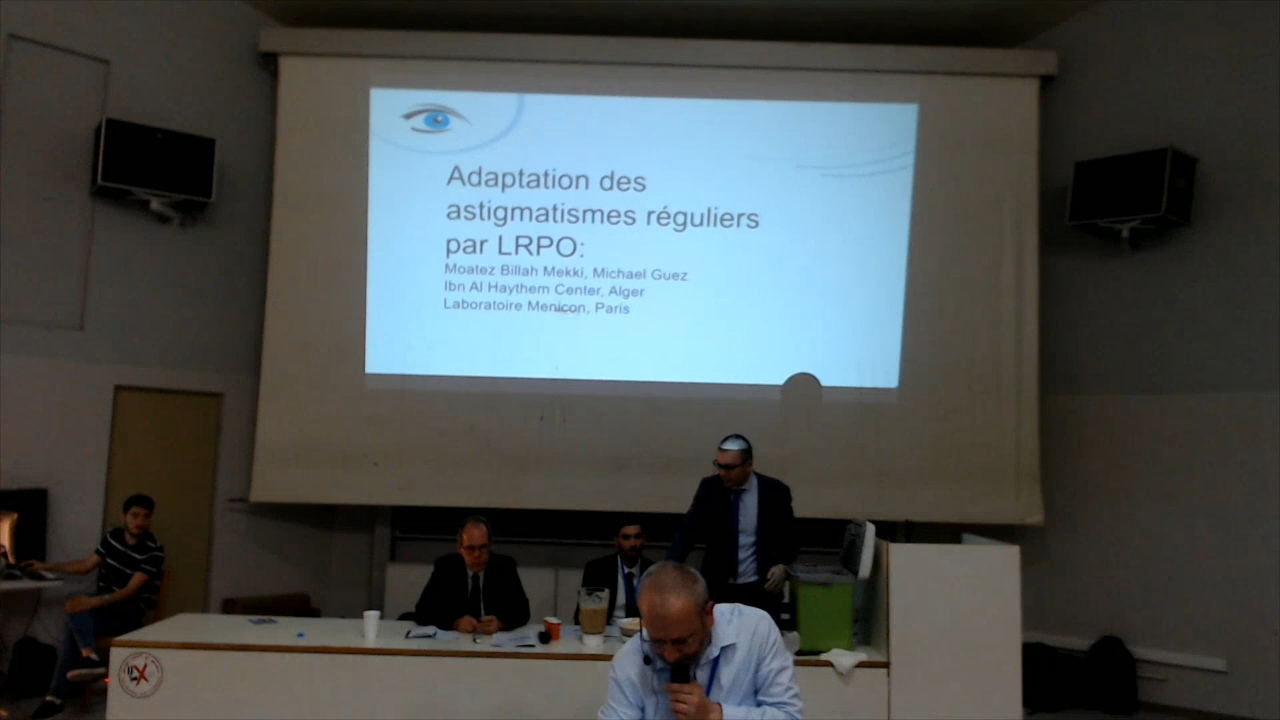 Adaptation des
astigmatismes réguliers
par LRPO:
Moatez Billah Mekki, Michael Guez
Ibn Al Haythem Center, Alger
Laboratoire Menicon, Paris